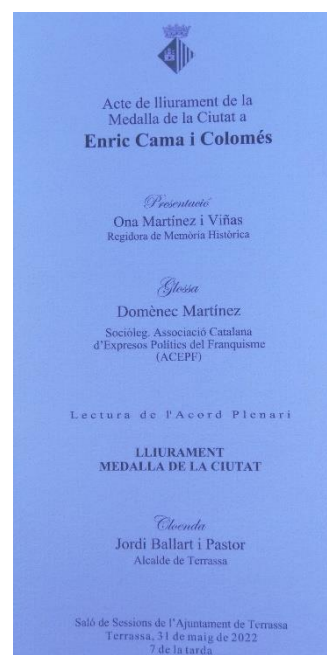 Acte de lliurament de la
Medalla de la Ciutat a
Enric Cama i Colomés
Presentació
Ona Martínez i Viñas
Regidora de Memòria Històrica
Glossa
Domènec Martínez
Sociòleg. Associació Catalana
d'Expresos Polítics del Franquisme
(ACEPF)
Lectura de l'Acord Plenari
LLIURAMENT
MEDALLA DE LA CIUTAT
Cloenda
Jordi Ballart i Pastor
Alcalde de Terrassa
Saló de Sessions de l'Ajuntament de Terrassa
Terrassa, 31 de maig de 2022
7 de la tarda